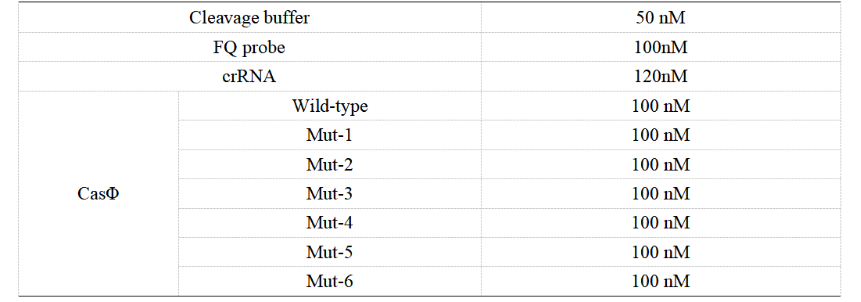 Cleavage buffer 50 nM
FQ probe 100nM
crRNA 120nM
Wild-type 100 nM
Mut-1 100 nM
Mut-2 100 nM
CasΦ Mut-3 100 nM
Mut-4 100 nM
Mut-5 100 nM
Mut-6 100 nM